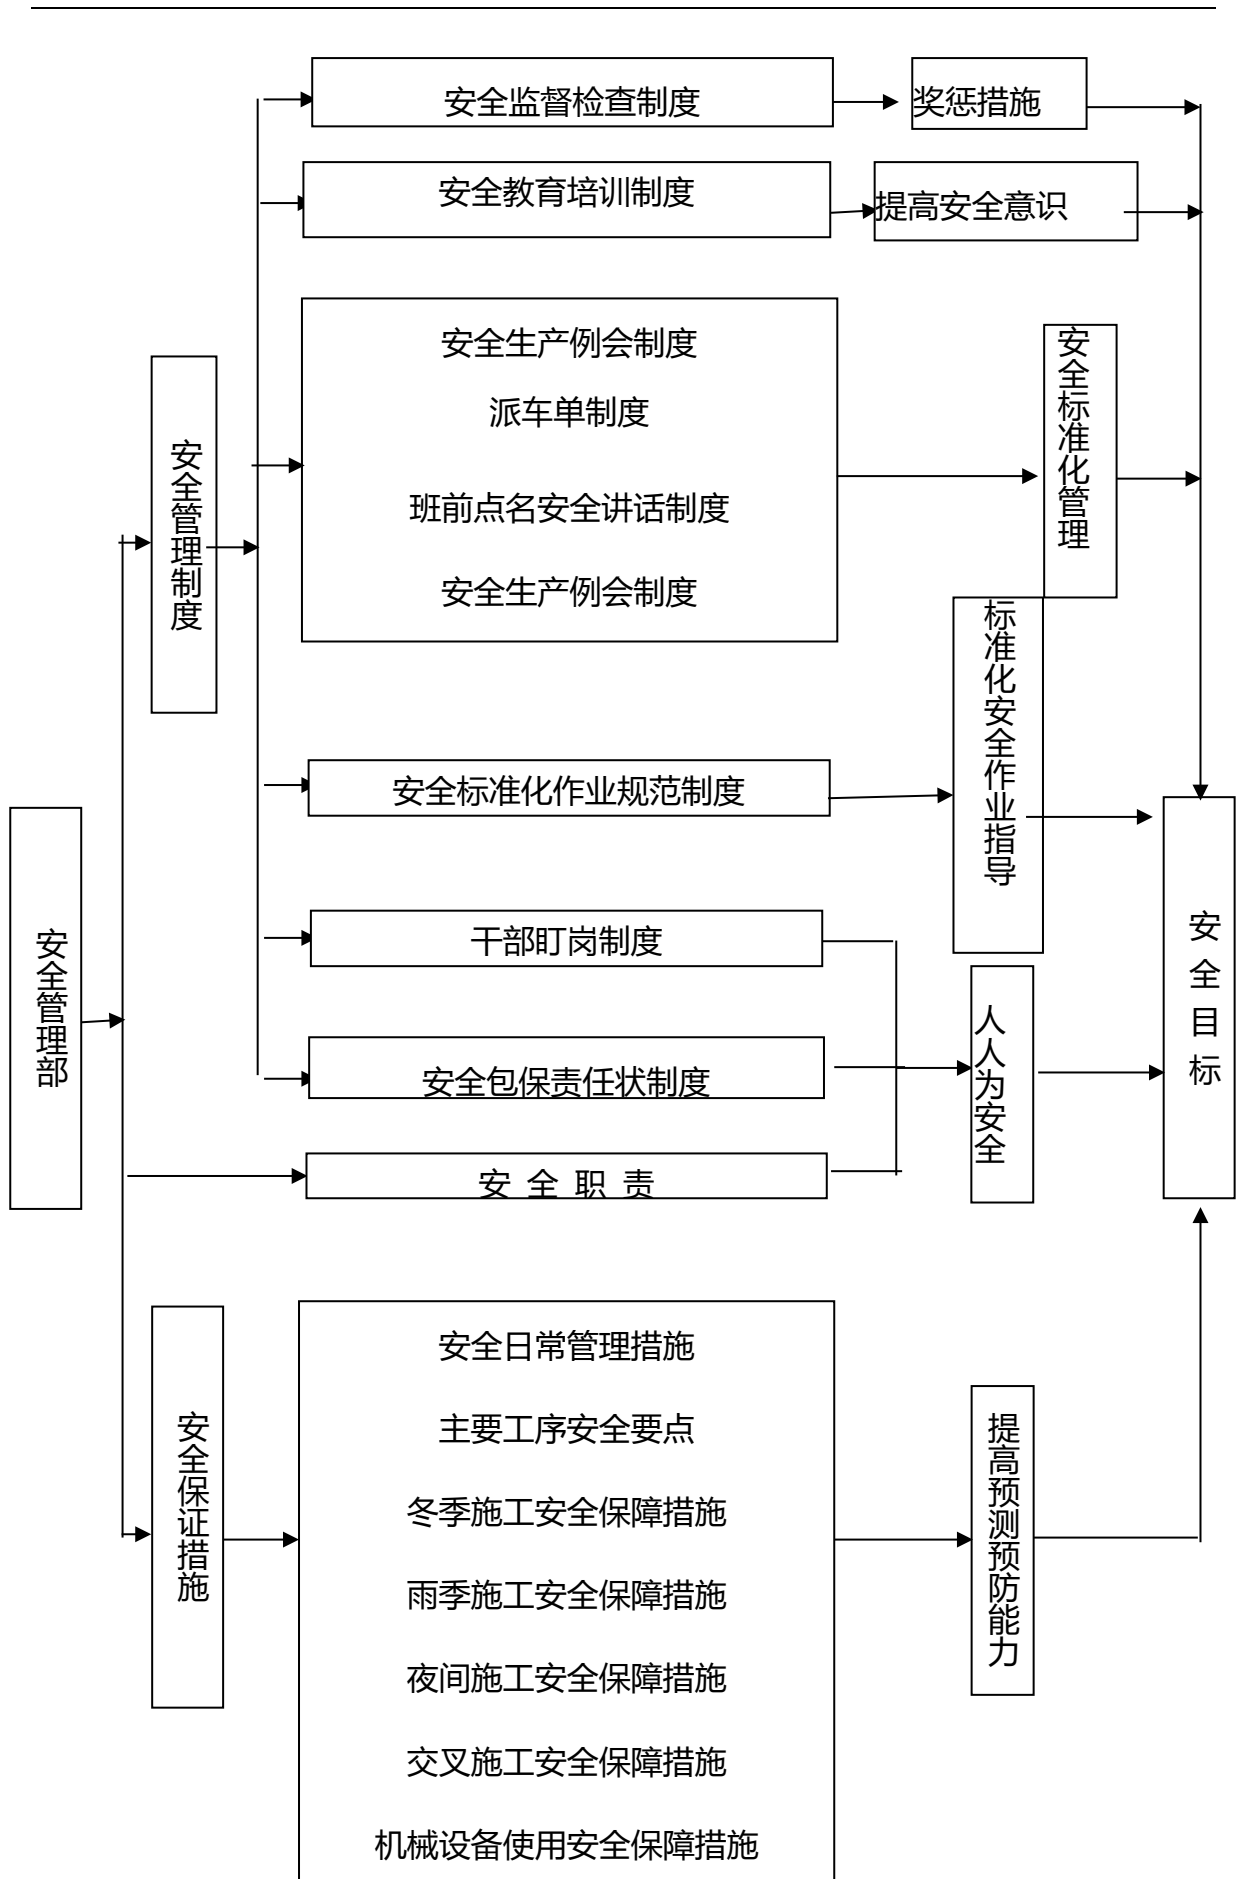 安全监督检查制度
奖惩措施
安全教育培训制度
提高安全意识
安全生产例会制度
派车单制度
班前点名安全讲话制度
安全生产例会制度
安全标准化管理
安全管理制度
标准化安全作业指导
安全标准化作业规范制度
安全管理部
干部盯岗制度
安全目标
人人为安全
安全包保责任状制度
安全职责
安全日常管理措施
主要工序安全要点
冬季施工安全保障措施
雨季施工安全保障措施
夜间施工安全保障措施
交叉施工安全保障措施
机械设备使用安全保障措施
安全保证措施
提高预测预防能力